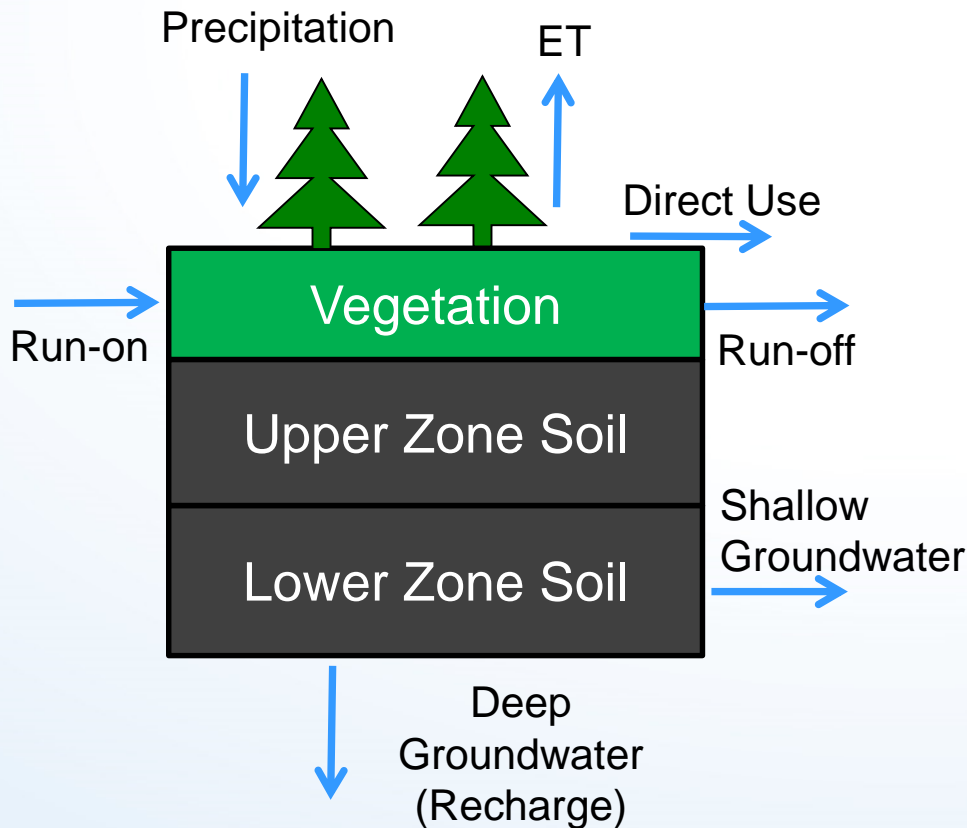 Precipitation
ET
Direct Use
Vegetation
Run-on
Run-off
Upper Zone Soil
Shallow
Groundwater
Lower Zone Soil
Deep
Groundwater
(Recharge)